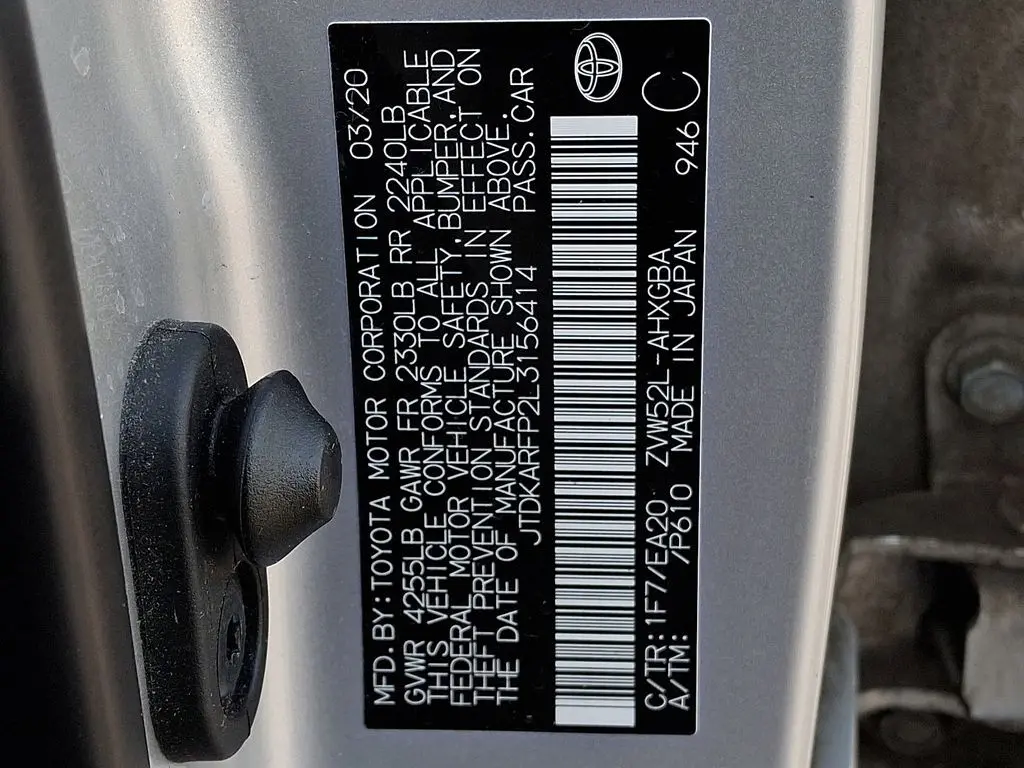 MFD.BY:TOYOTA MOTOR CORPORATION 03/20
GVWR 4255LB GAWR FR 2330LB RR 2240LB
THIS VEHICLE CONFORMS TO ALL APPLICABLE
FEDERAL MOTOR VEHICLE SAFETY,BUMPER,AND
THEFT PREVENTION STANDARDS IN EFFECT ON
THE DATE OF MANUFACTURE SHOWN ABOVE.
JTDKARFP2L3156414 PASS.CAR
C/TR:1F7/EA20 ZVW52L-AHXGBA
A/TM: /P610 MADE IN JAPAN 946 C